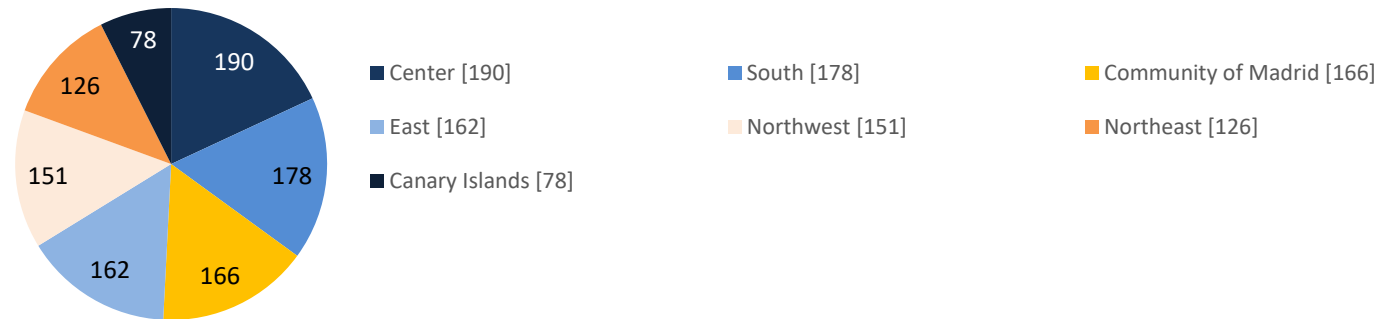 78
190
126
178
151
162
166
Center [190]
South [178]
Community of Madrid [166]
East [162]
Northwest [151]
Northeast [126]
Canary Islands [78]